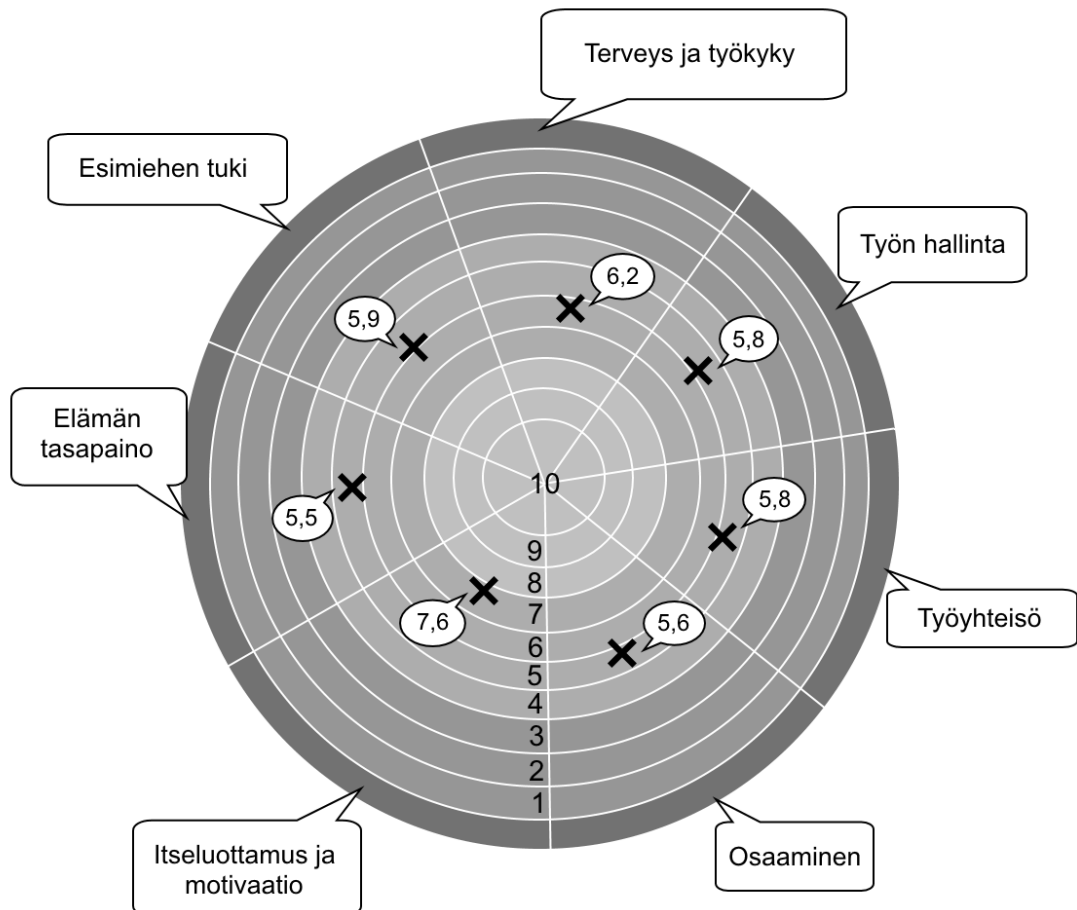 Terveys ja työkyky
Esimiehen tuki
Työn hallinta
6,2
5,9
5,8
Elämän
tasapaino
10
5,5
5,8
9
8
7,6
7
5,6
Työyhteisö
6
5
4
3
2
1
Itseluottamus ja
motivaatio
Osaaminen